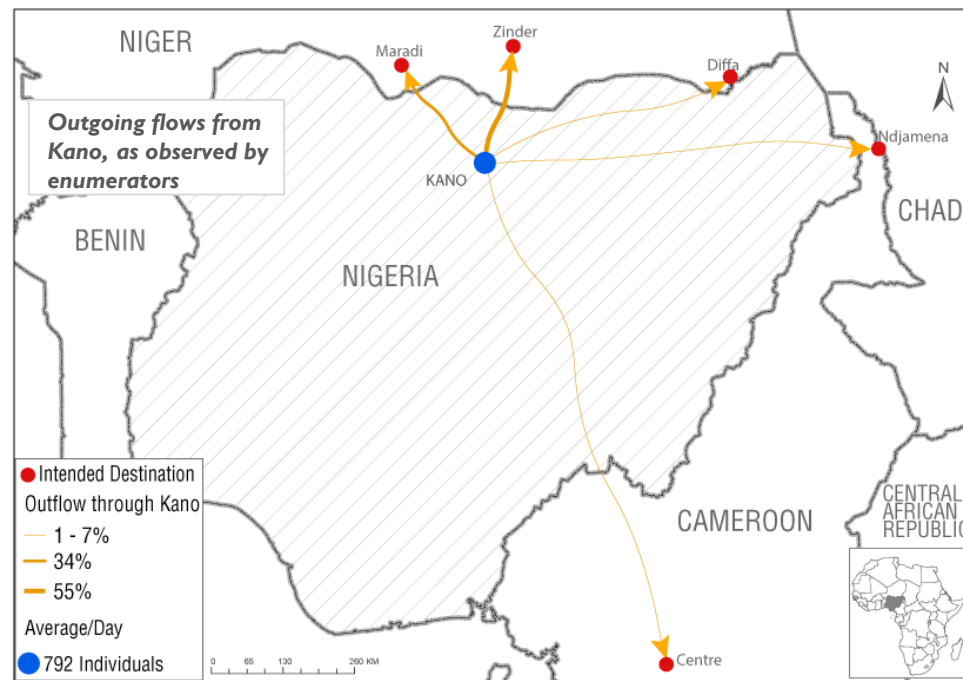 NIGER
Maradi
Zinder
Diffa
N
Outgoing flows from
Kano, as observed by
enumerators
KANO
Ndjamena
CHAD
BENIN
NIGERIA
CAMEROON
CENTRAL
AFRICAN
REPUBLIC
Intended Destination
Outflow through Kano
1 - 7%
34%
55%
Average/Day
792 Individuals
0 65 130 260 KM
Centre